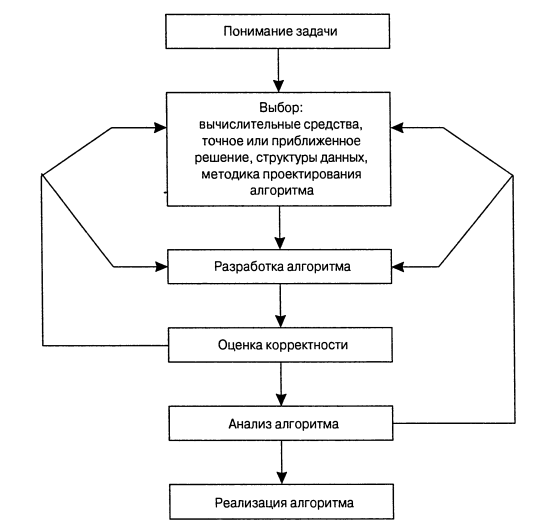 Понимание задачи
Выбор:
вычислительные средства,
точное или приближенное
решение, структуры данных,
методика проектирования
алгоритма
Разработка алгоритма
Оценка корректности
Анализ алгоритма
Реализация алгоритма